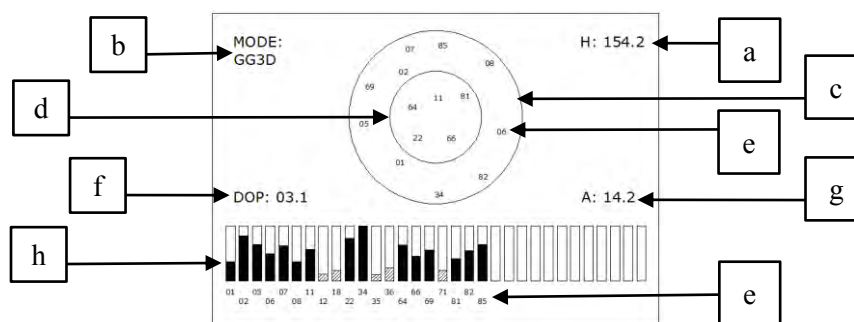 b
MODE:
GG3D
07
85
H: 154.2
a
08
02
69
c
11
81
d
64
05
06
e
22
66
01
82
f
DOP: 03.1
34
A: 14.2
g
h
01 05 07 11 18 34 36 66 71 82
02 06 08 12 22 35 64 69 81 85
e